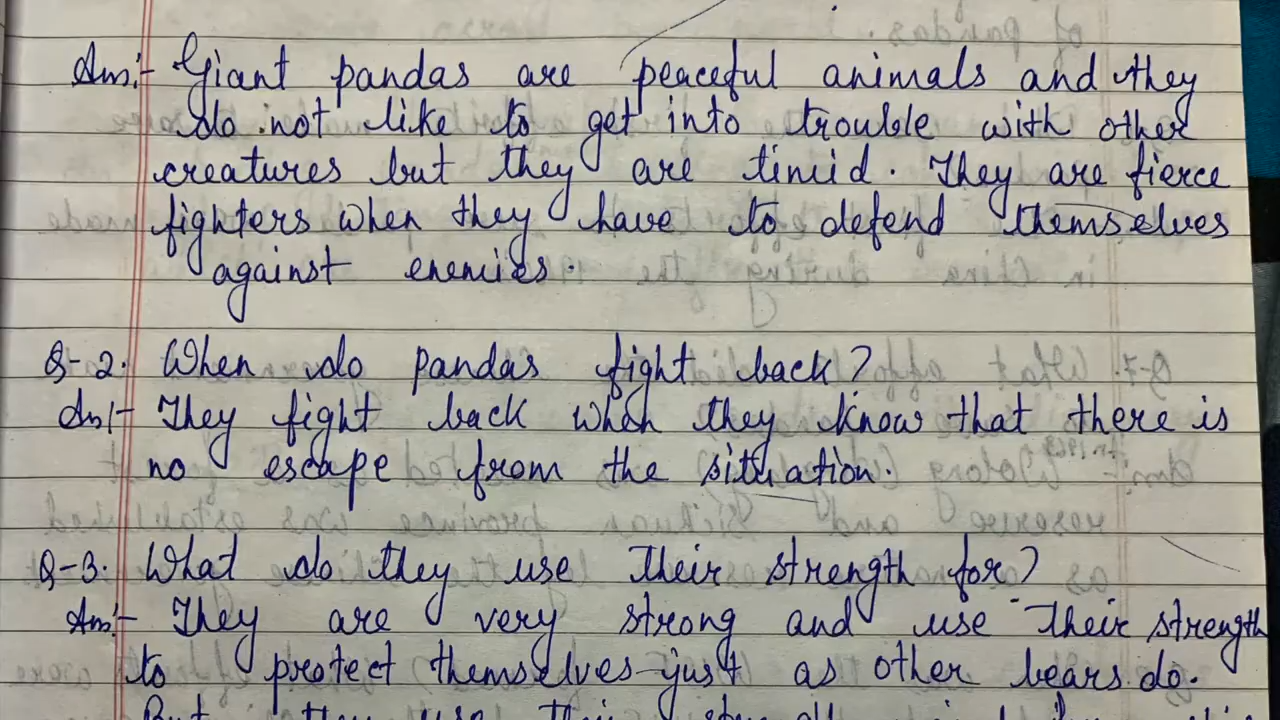 Ans:- Giant pandas are peaceful animals and they
do not like to get into trouble with other
creatures but they are timid. They are fierce
fighters when they have to defend themselves
against enemies.
Q-2. When do pandas fight back?
Ans:- They fight back when they know that there is
no escape from the situation.
Q-3. What do they use their strength for?
Ans:- They are very strong and use their strength
to protect themselves just as other bears do.
But they use their